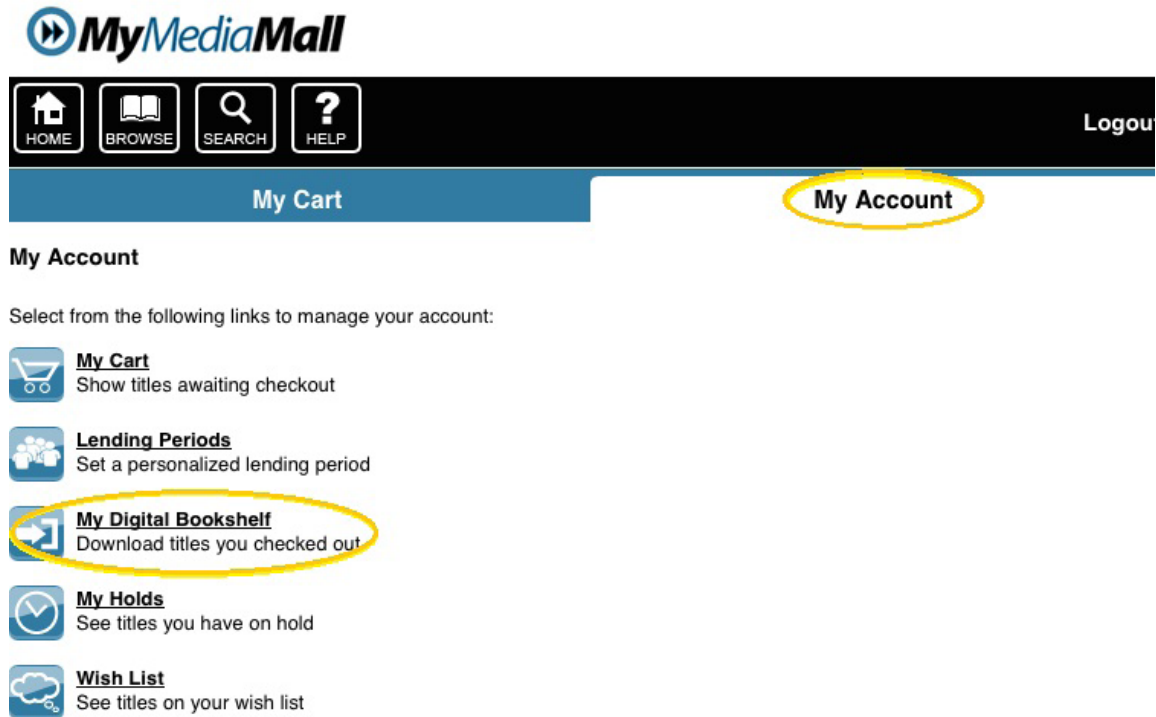 MyMediaMall
HOME BROWSE SEARCH HELP
Logout
My Cart My Account
My Account
Select from the following links to manage your account:
My Cart
Show titles awaiting checkout
Lending Periods
Set a personalized lending period
My Digital Bookshelf
Download titles you checked out
My Holds
See titles you have on hold
Wish List
See titles on your wish list